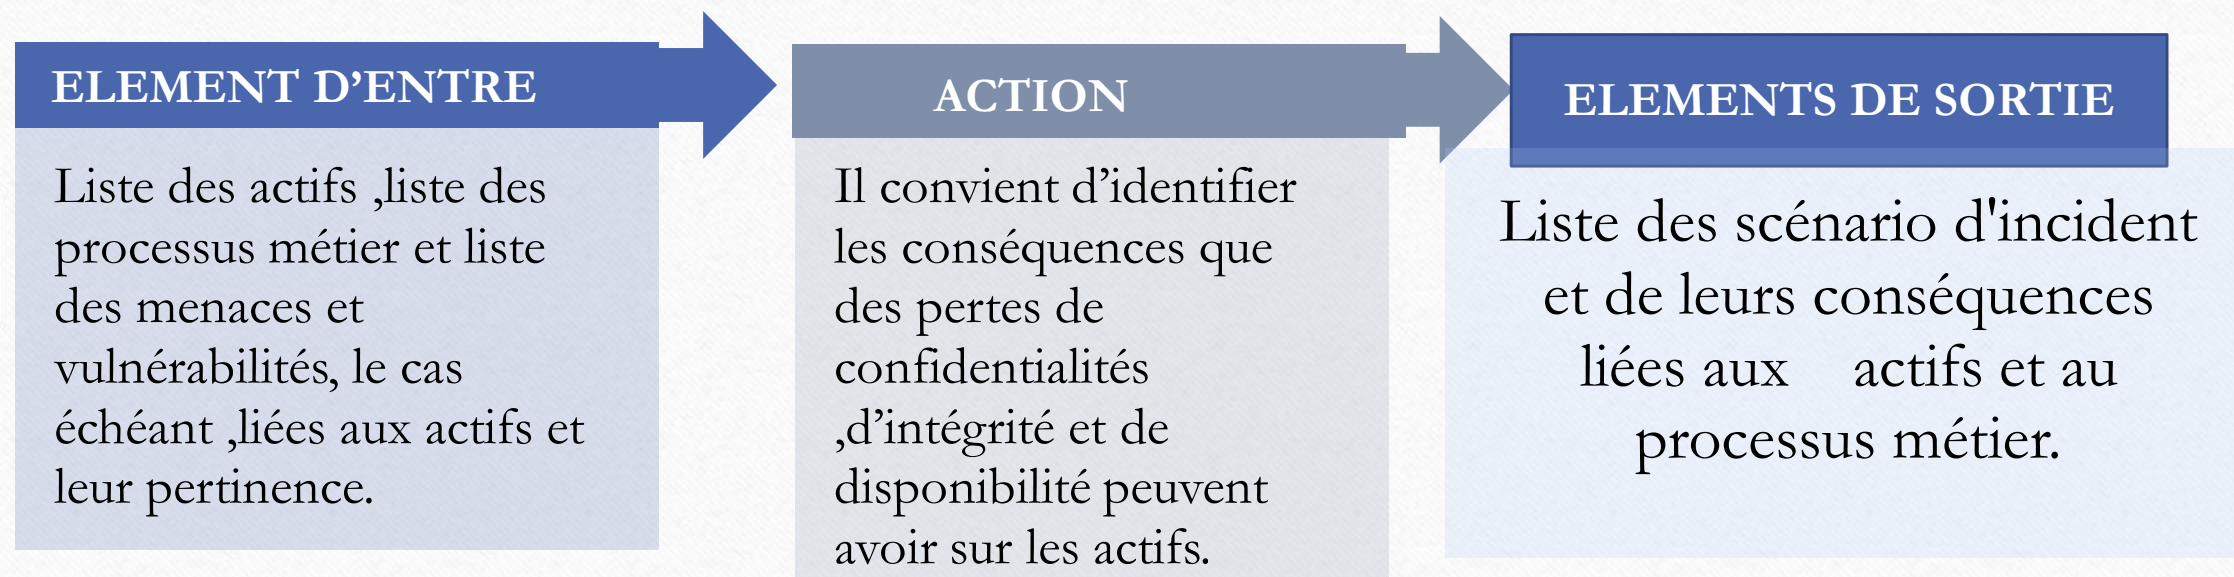 ELEMENT D’ENTRE
Liste des actifs ,liste des
processus métier et liste
des menaces et
vulnérabilités, le cas
échéant ,liées aux actifs et
leur pertinence.
ACTION
Il convient d’identifier
les conséquences que
des pertes de
confidentialités
,d’intégrité et de
disponibilité peuvent
avoir sur les actifs.
ELEMENTS DE SORTIE
Liste des scénario d'incident
et de leurs conséquences
liées aux    actifs et au
processus métier.